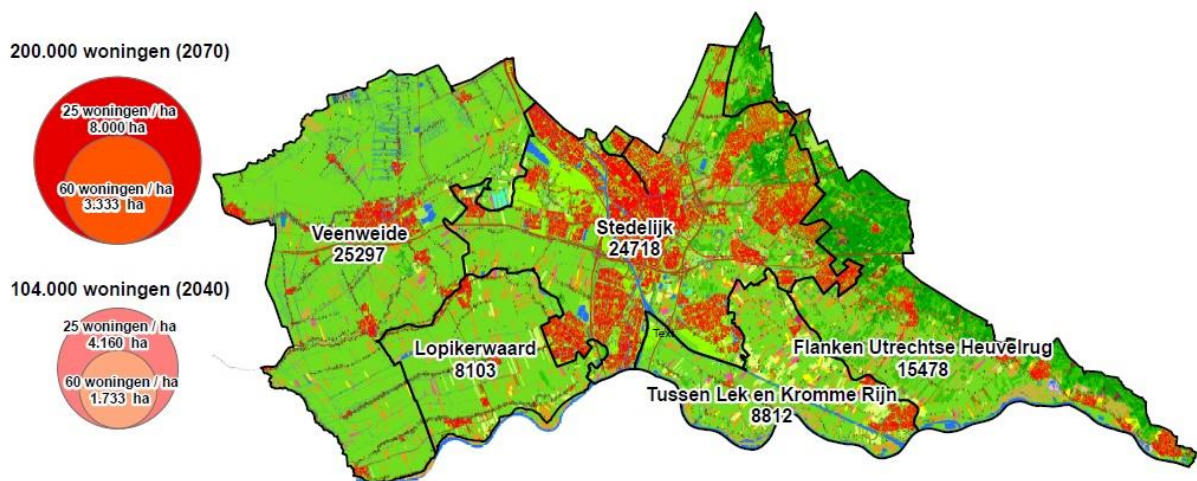 200.000 woningen (2070)
25 woningen / ha
8.000 ha
60 woningen / ha
3.333 ha
104.000 woningen (2040)
25 woningen / ha
4.160 ha
60 woningen / ha
1.733 ha
Veenweide
25297
Stedelijk
24718
Lopikerwaard
8103
Text
Flanken Utrechtse Heuvelrug
15478
Tussen Lek en Kromme Rijn
8812